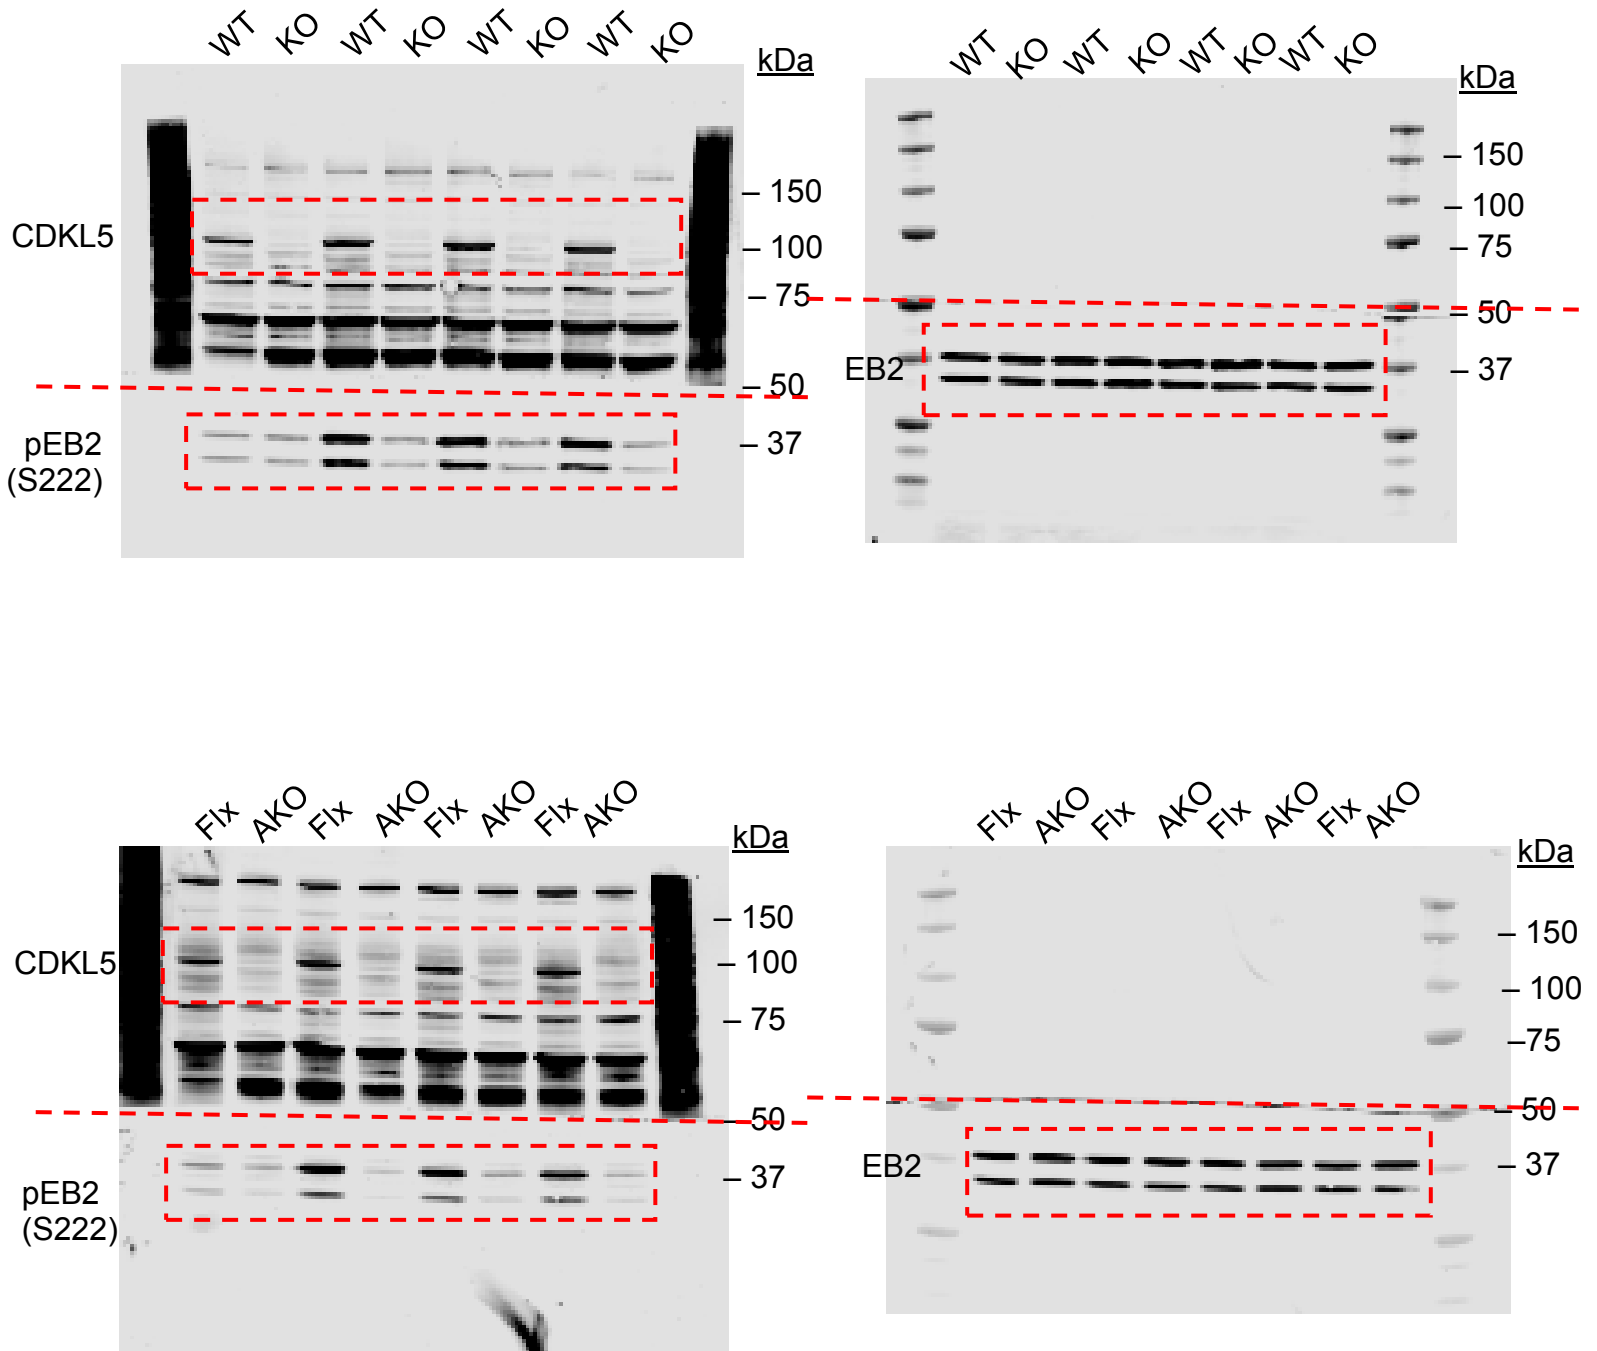 WT KO WT KO WT KO WT KO
kDa
– 150
CDKL5
– 100
– 75
– 50
– 37
pEB2
(S222)
WT KO WT KO WT KO WT KO
kDa
– 150
– 100
– 75
– 50
EB2
– 37
Flx AKO Flx AKO Flx AKO Flx AKO
kDa
– 150
CDKL5
– 100
– 75
– 50
– 37
pEB2
(S222)
Flx AKO Flx AKO Flx AKO Flx AKO
kDa
– 150
– 100
–75
– 50
EB2
– 37